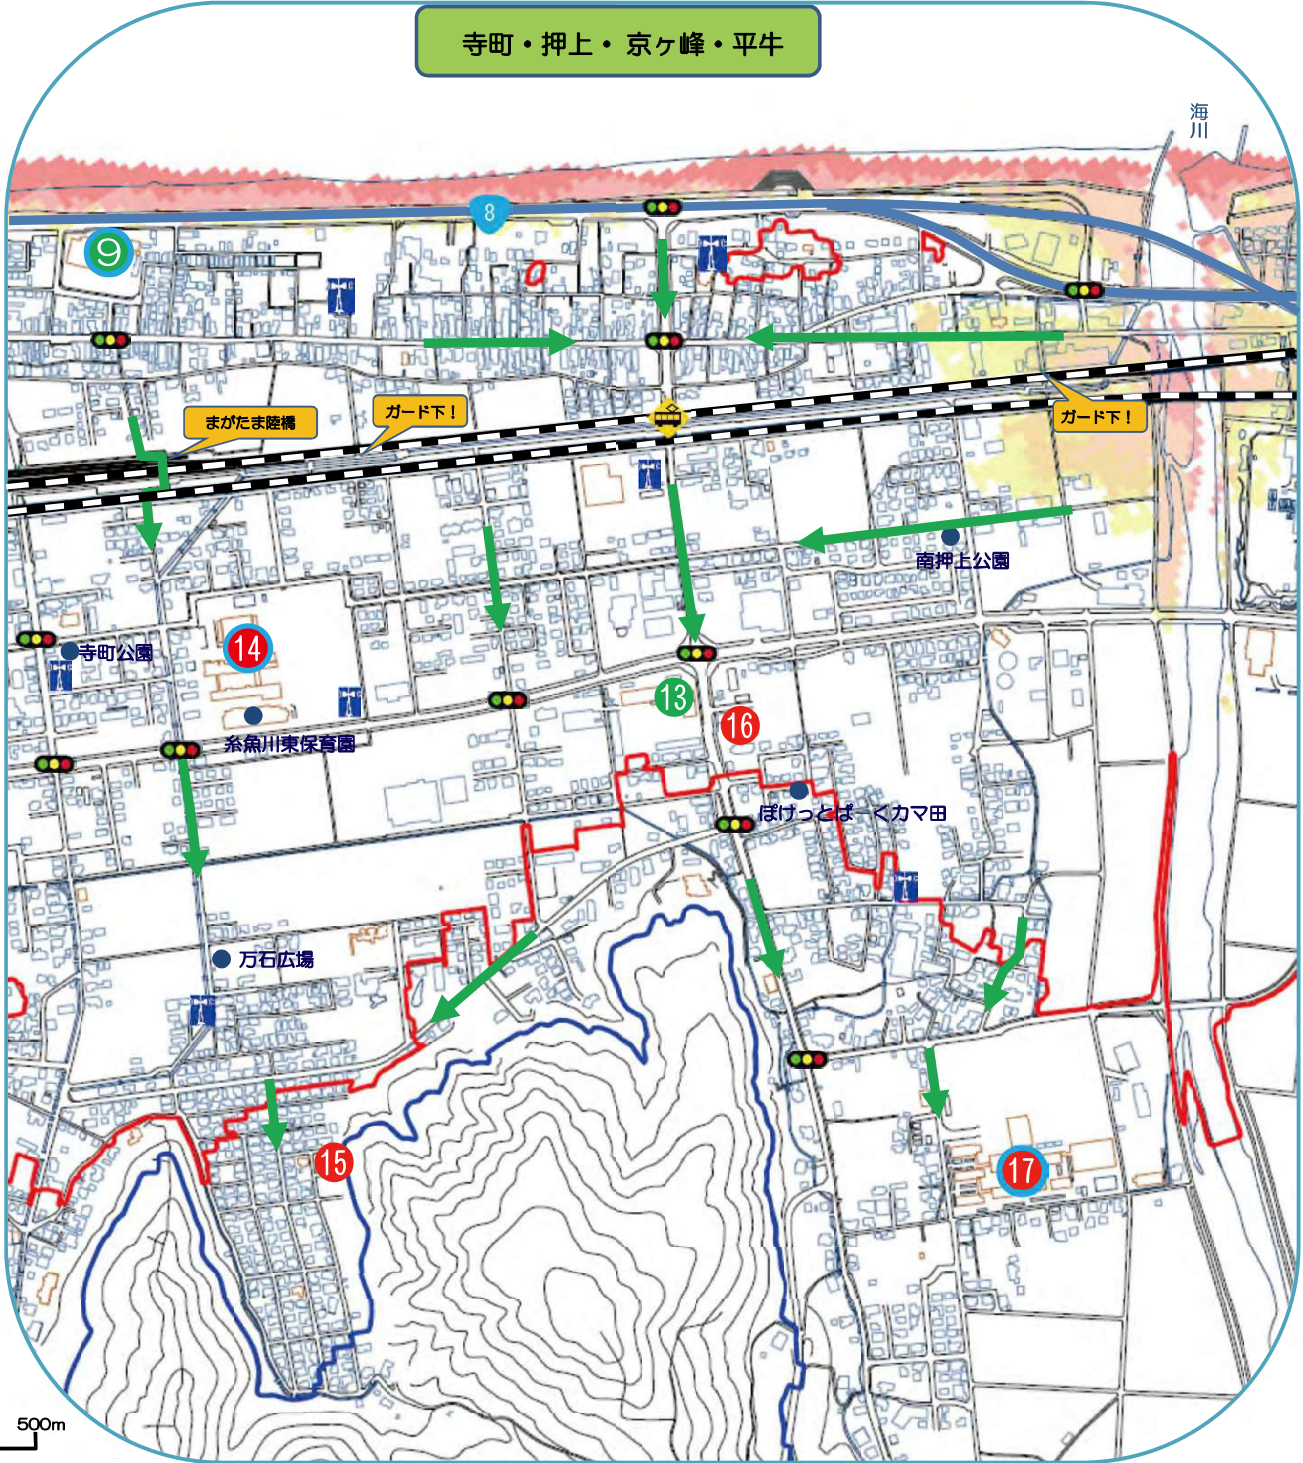 寺町・押上・京ヶ峰・平牛
海川
8
9
まがたま陸橋
ガード下！
ガード下！
南押上公園
14
寺町公園
13
16
糸魚川東保育園
ぽけっとぱーくカマ田
万石広場
15
17
500m